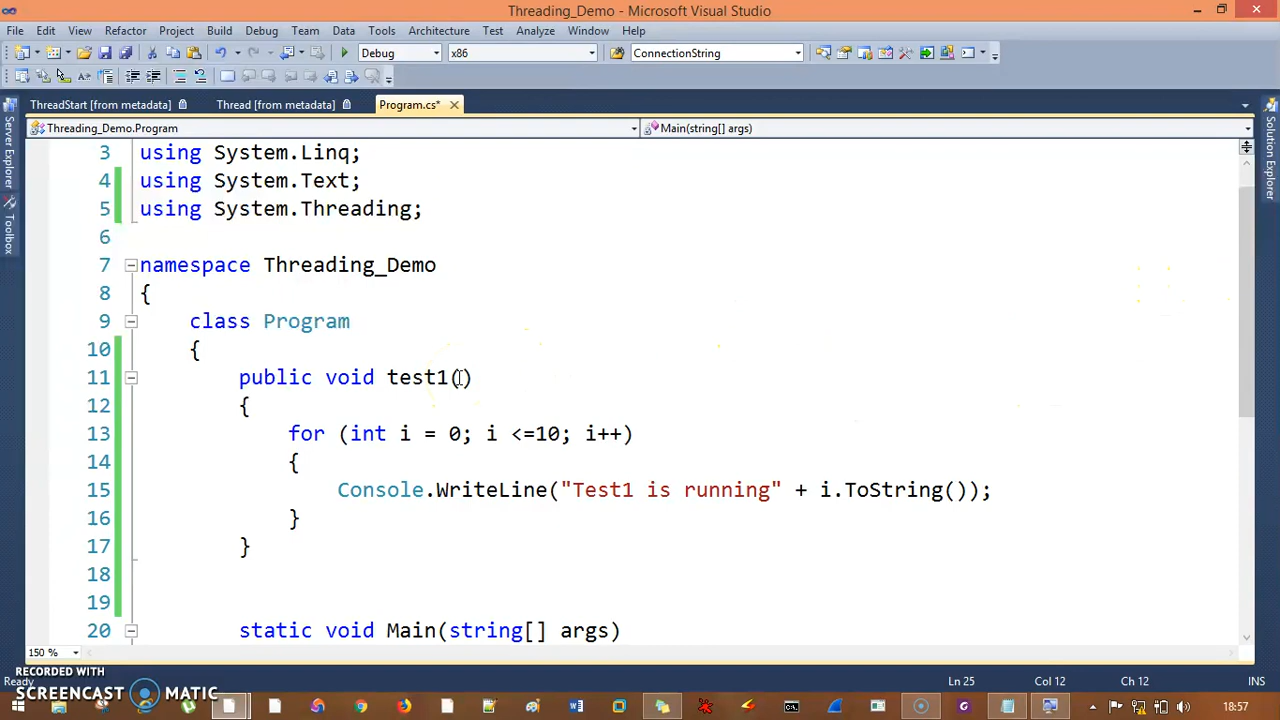 Threading_Demo - Microsoft Visual Studio
File Edit View Refactor Project Build Debug Team Data Tools Architecture Test Analyze Window Help
Debug x86 ConnectionString
ThreadStart [from metadata] Thread [from metadata] Program.cs*
Threading_Demo.Program Main(string[] args)
Server Explorer
Toolbox
Solution Explorer
3 using System.Linq;
4 using System.Text;
5 using System.Threading;
6
7 namespace Threading_Demo
8 {
9 class Program
10 {
11 public void test1()
12 {
13 for (int i = 0; i <=10; i++)
14 {
15 Console.WriteLine("Test1 is running" + i.ToString());
16 }
17 }
18
19
20 static void Main(string[] args)
150 %
RECORDED WITH
SCREENCAST MATIC
Ready Ln 25 Col 12 Ch 12 INS
18:57